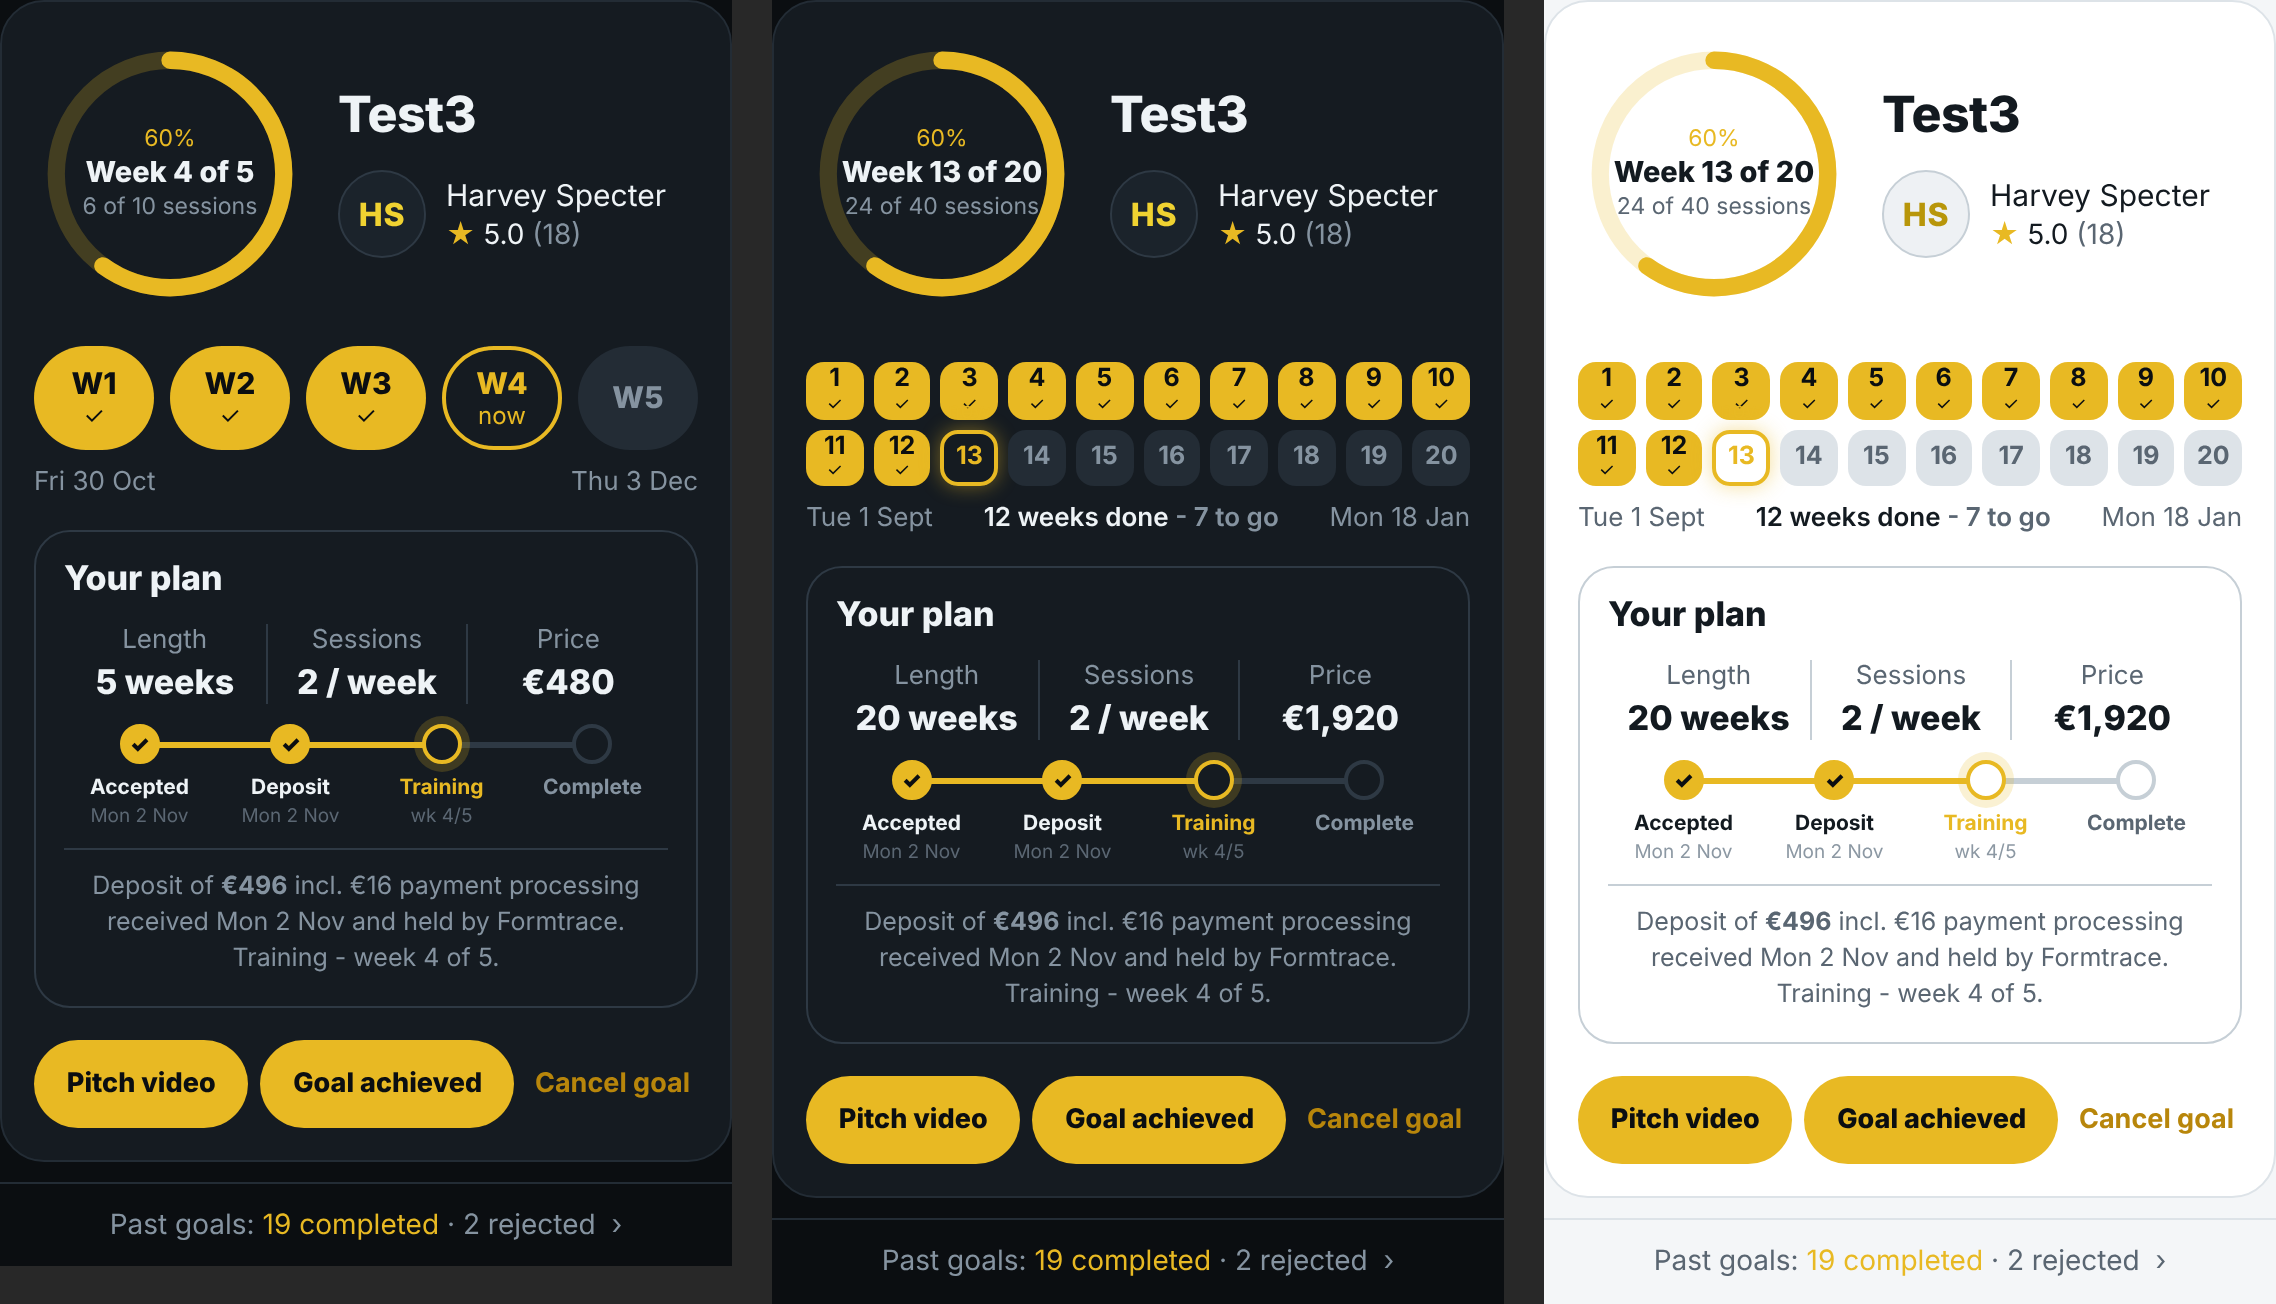 60%
Week 4 of 5
6 of 10 sessions
Test3
HS
Harvey Specter
★ 5.0 (18)
W1 ✓
W2 ✓
W3 ✓
W4 now
W5
Fri 30 Oct
Thu 3 Dec
Your plan
Length
5 weeks
Sessions
2 / week
Price
€480
Accepted
Mon 2 Nov
Deposit
Mon 2 Nov
Training
wk 4/5
Complete
Deposit of €496 incl. €16 payment processing
received Mon 2 Nov and held by Formtrace.
Training - week 4 of 5.
Pitch video
Goal achieved
Cancel goal
Past goals: 19 completed · 2 rejected ›
60%
Week 13 of 20
24 of 40 sessions
Test3
HS
Harvey Specter
★ 5.0 (18)
1 2 3 4 5 6 7 8 9 10
11 12 13 14 15 16 17 18 19 20
Tue 1 Sept
12 weeks done - 7 to go
Mon 18 Jan
Your plan
Length
20 weeks
Sessions
2 / week
Price
€1,920
Accepted
Mon 2 Nov
Deposit
Mon 2 Nov
Training
wk 4/5
Complete
Deposit of €496 incl. €16 payment processing
received Mon 2 Nov and held by Formtrace.
Training - week 4 of 5.
Pitch video
Goal achieved
Cancel goal
Past goals: 19 completed · 2 rejected ›
60%
Week 13 of 20
24 of 40 sessions
Test3
HS
Harvey Specter
★ 5.0 (18)
1 2 3 4 5 6 7 8 9 10
11 12 13 14 15 16 17 18 19 20
Tue 1 Sept
12 weeks done - 7 to go
Mon 18 Jan
Your plan
Length
20 weeks
Sessions
2 / week
Price
€1,920
Accepted
Mon 2 Nov
Deposit
Mon 2 Nov
Training
wk 4/5
Complete
Deposit of €496 incl. €16 payment processing
received Mon 2 Nov and held by Formtrace.
Training - week 4 of 5.
Pitch video
Goal achieved
Cancel goal
Past goals: 19 completed · 2 rejected ›